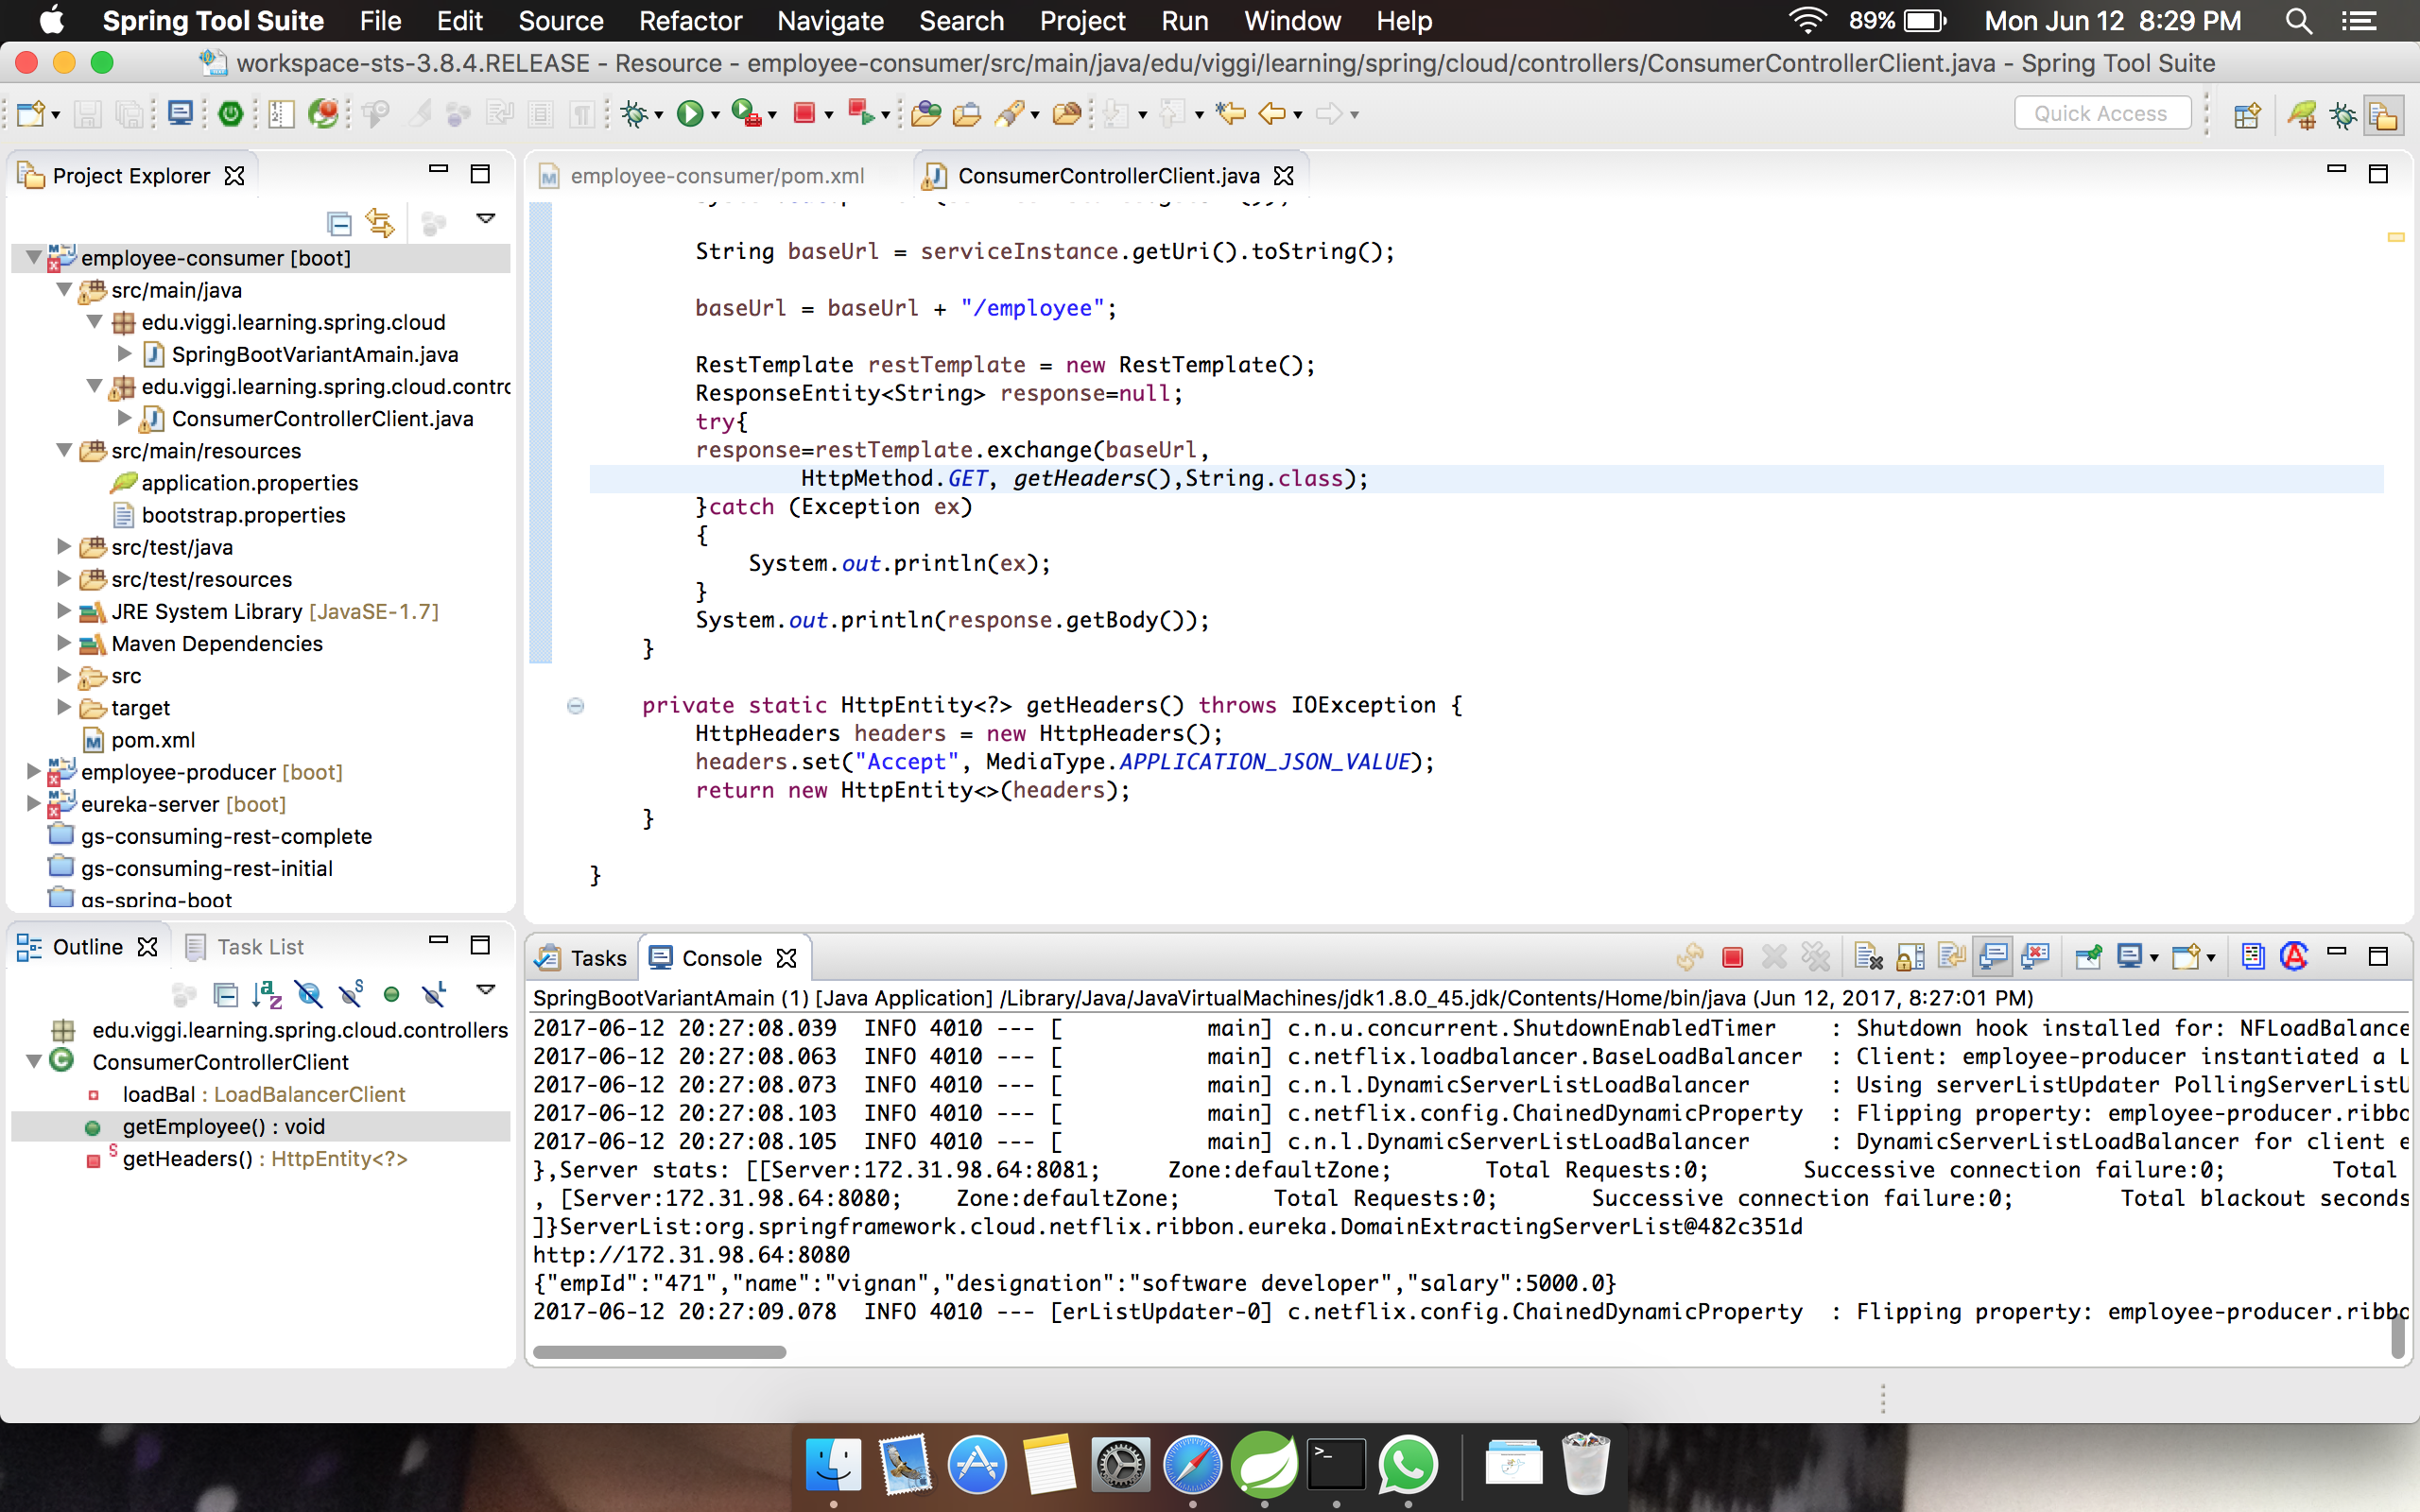 Spring Tool Suite File Edit Source Refactor Navigate Search Project Run Window Help 89% Mon Jun 12 8:29 PM
workspace-sts-3.8.4.RELEASE - Resource - employee-consumer/src/main/java/edu/viggi/learning/spring/cloud/controllers/ConsumerControllerClient.java - Spring Tool Suite
Quick Access
Project Explorer
employee-consumer [boot]
src/main/java
edu.viggi.learning.spring.cloud
SpringBootVariantAmain.java
edu.viggi.learning.spring.cloud.contro
ConsumerControllerClient.java
src/main/resources
application.properties
bootstrap.properties
src/test/java
src/test/resources
JRE System Library [JavaSE-1.7]
Maven Dependencies
src
target
pom.xml
employee-producer [boot]
eureka-server [boot]
gs-consuming-rest-complete
gs-consuming-rest-initial
gs-spring-boot
employee-consumer/pom.xml ConsumerControllerClient.java
String baseUrl = serviceInstance.getUri().toString();
baseUrl = baseUrl + "/employee";
RestTemplate restTemplate = new RestTemplate();
ResponseEntity<String> response=null;
try{
response=restTemplate.exchange(baseUrl,
HttpMethod.GET, getHeaders(),String.class);
}catch (Exception ex)
{
System.out.println(ex);
}
System.out.println(response.getBody());
}
private static HttpEntity<?> getHeaders() throws IOException {
HttpHeaders headers = new HttpHeaders();
headers.set("Accept", MediaType.APPLICATION_JSON_VALUE);
return new HttpEntity<>(headers);
}
}
Outline Task List
edu.viggi.learning.spring.cloud.controllers
ConsumerControllerClient
loadBal : LoadBalancerClient
getEmployee() : void
getHeaders() : HttpEntity<?>
Tasks Console
SpringBootVariantAmain (1) [Java Application] /Library/Java/JavaVirtualMachines/jdk1.8.0_45.jdk/Contents/Home/bin/java (Jun 12, 2017, 8:27:01 PM)
2017-06-12 20:27:08.039 INFO 4010 --- [ main] c.n.u.concurrent.ShutdownEnabledTimer : Shutdown hook installed for: NFLoadBalance
2017-06-12 20:27:08.063 INFO 4010 --- [ main] c.netflix.loadbalancer.BaseLoadBalancer : Client: employee-producer instantiated a L
2017-06-12 20:27:08.073 INFO 4010 --- [ main] c.n.l.DynamicServerListLoadBalancer : Using serverListUpdater PollingServerListU
2017-06-12 20:27:08.103 INFO 4010 --- [ main] c.netflix.config.ChainedDynamicProperty : Flipping property: employee-producer.ribbo
2017-06-12 20:27:08.105 INFO 4010 --- [ main] c.n.l.DynamicServerListLoadBalancer : DynamicServerListLoadBalancer for client e
},Server stats: [[Server:172.31.98.64:8081; Zone:defaultZone; Total Requests:0; Successive connection failure:0; Total
, [Server:172.31.98.64:8080; Zone:defaultZone; Total Requests:0; Successive connection failure:0; Total blackout seconds
]}ServerList:org.springframework.cloud.netflix.ribbon.eureka.DomainExtractingServerList@482c351d
http://172.31.98.64:8080
{"empId":"471","name":"vignan","designation":"software developer","salary":5000.0}
2017-06-12 20:27:09.078 INFO 4010 --- [erListUpdater-0] c.netflix.config.ChainedDynamicProperty : Flipping property: employee-producer.ribbo